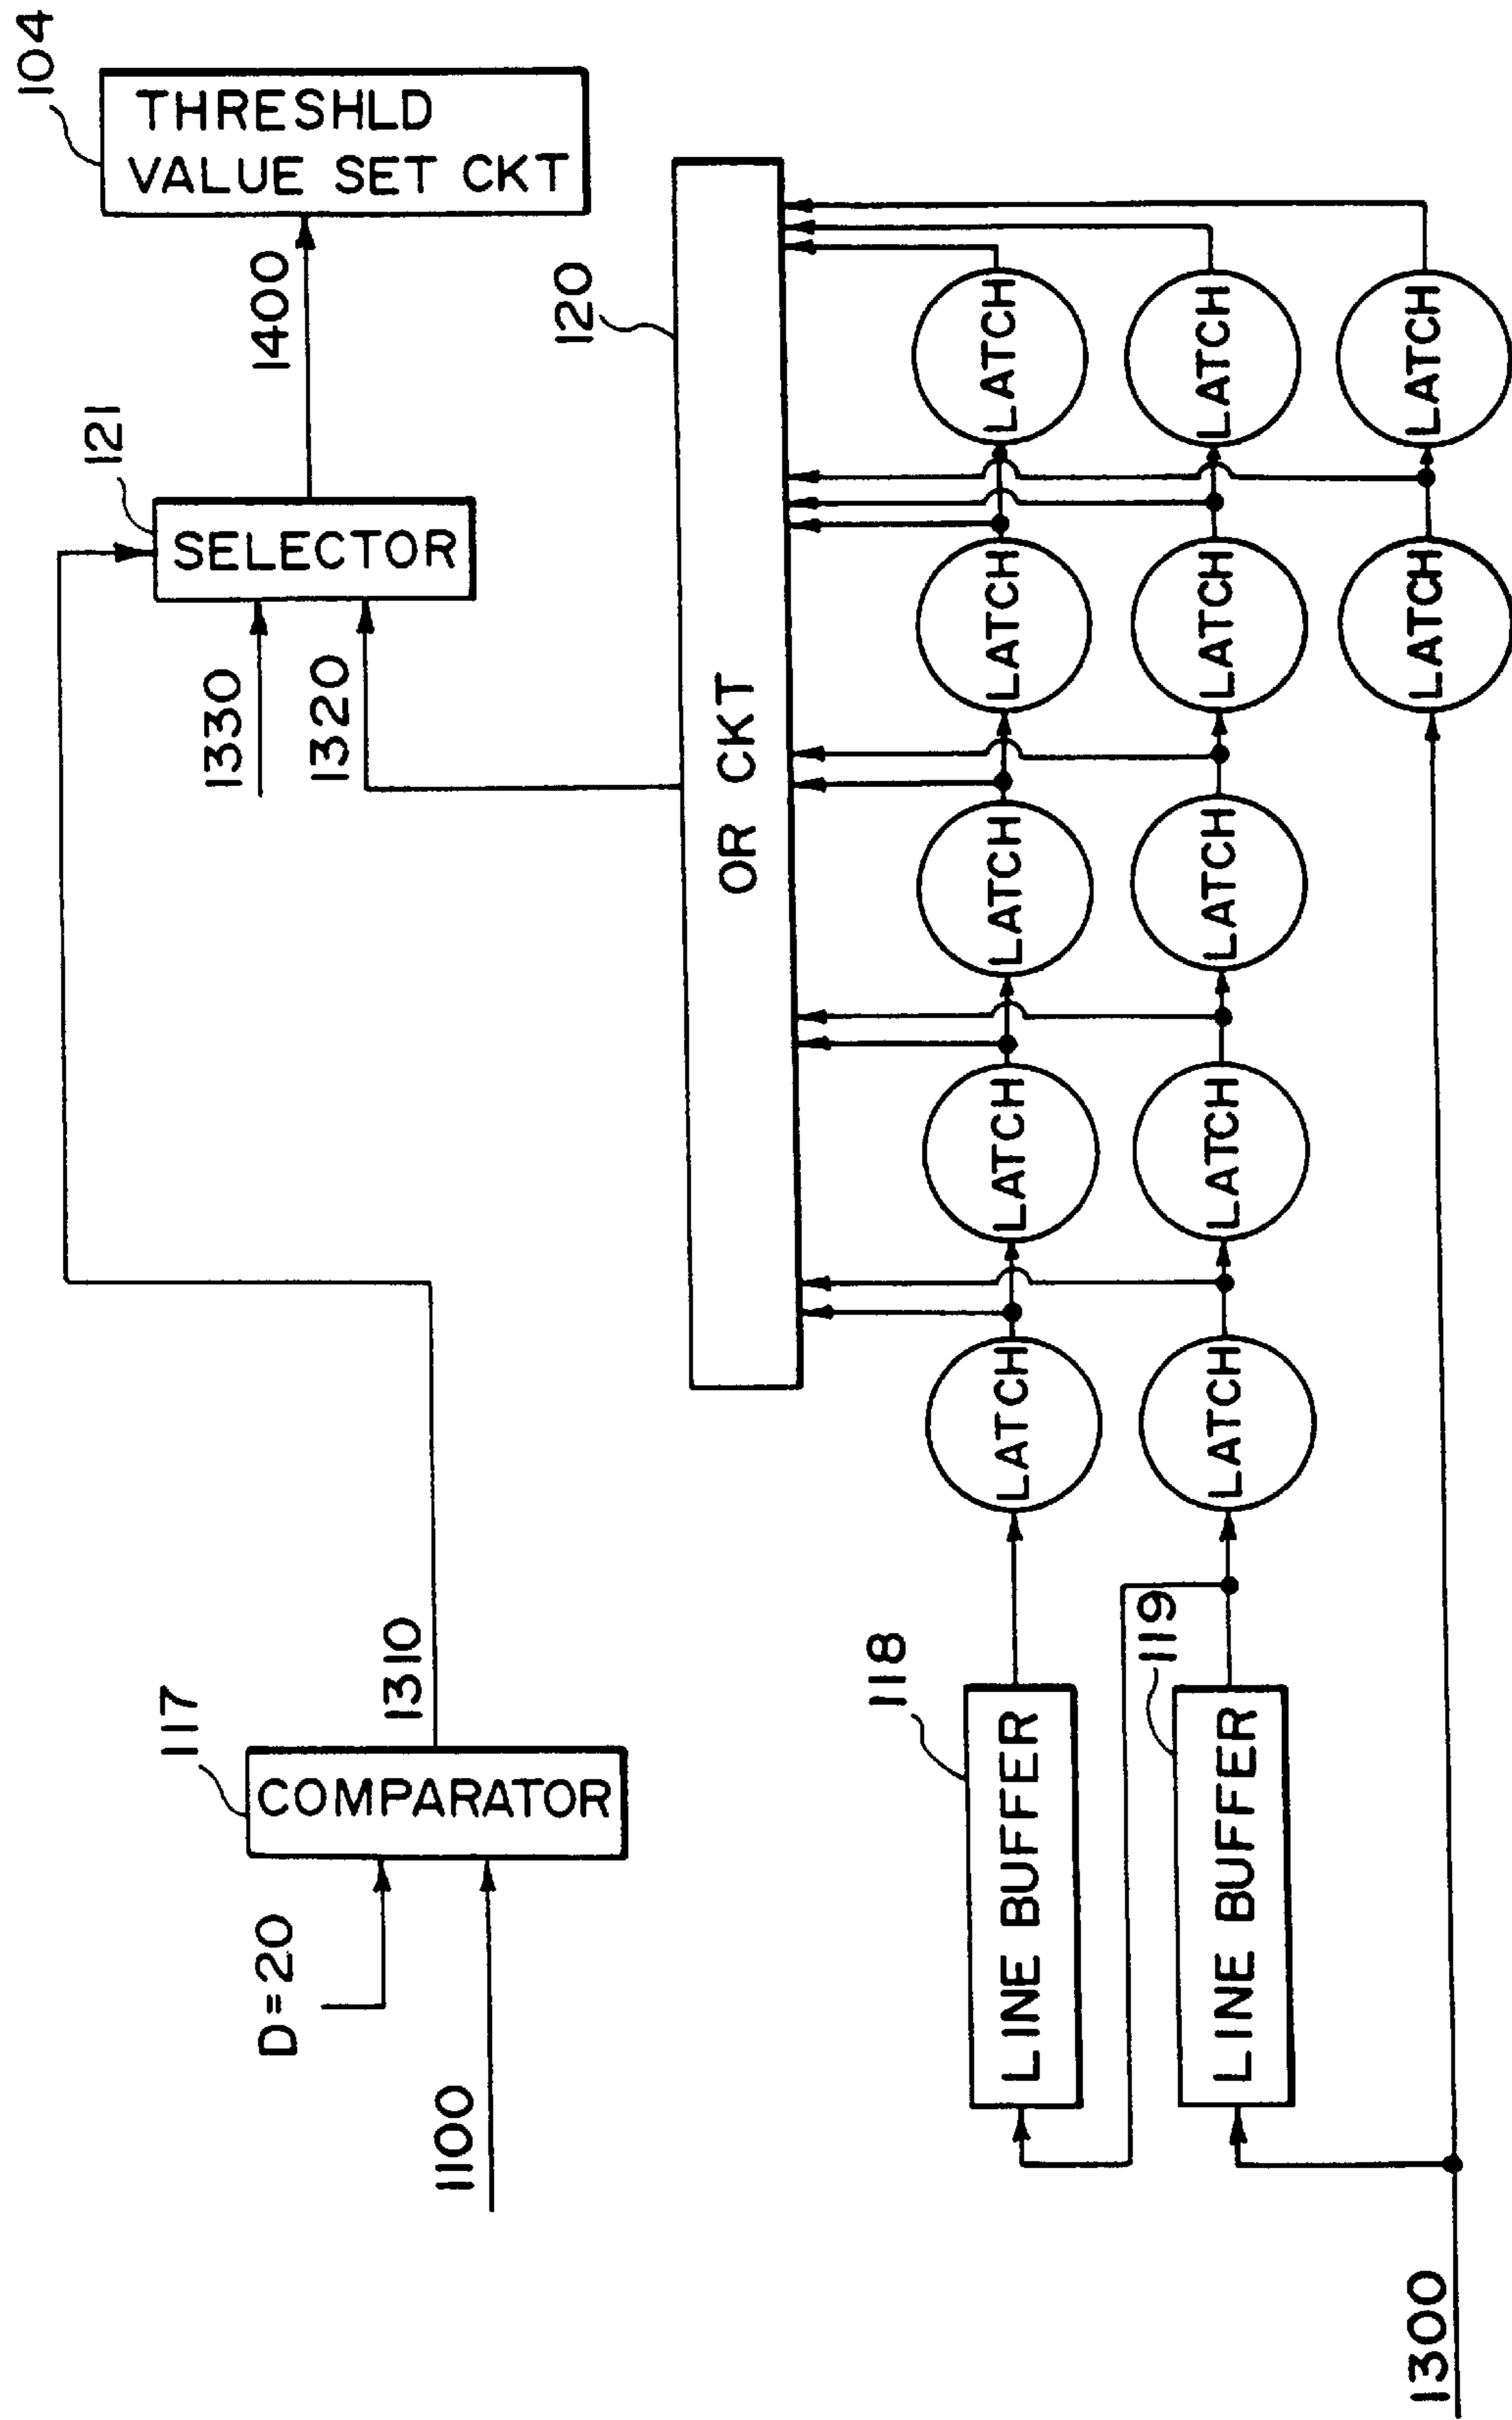 104
THRESHLD
VALUE SET CKT
1400
121
SELECTOR
1330
1320
117
COMPARATOR
1310
D=20
1100
120
OR CKT
118
LINE BUFFER
LATCH
LATCH
LATCH
LATCH
LATCH
119
LINE BUFFER
LATCH
LATCH
LATCH
LATCH
LATCH
1300
LATCH
LATCH